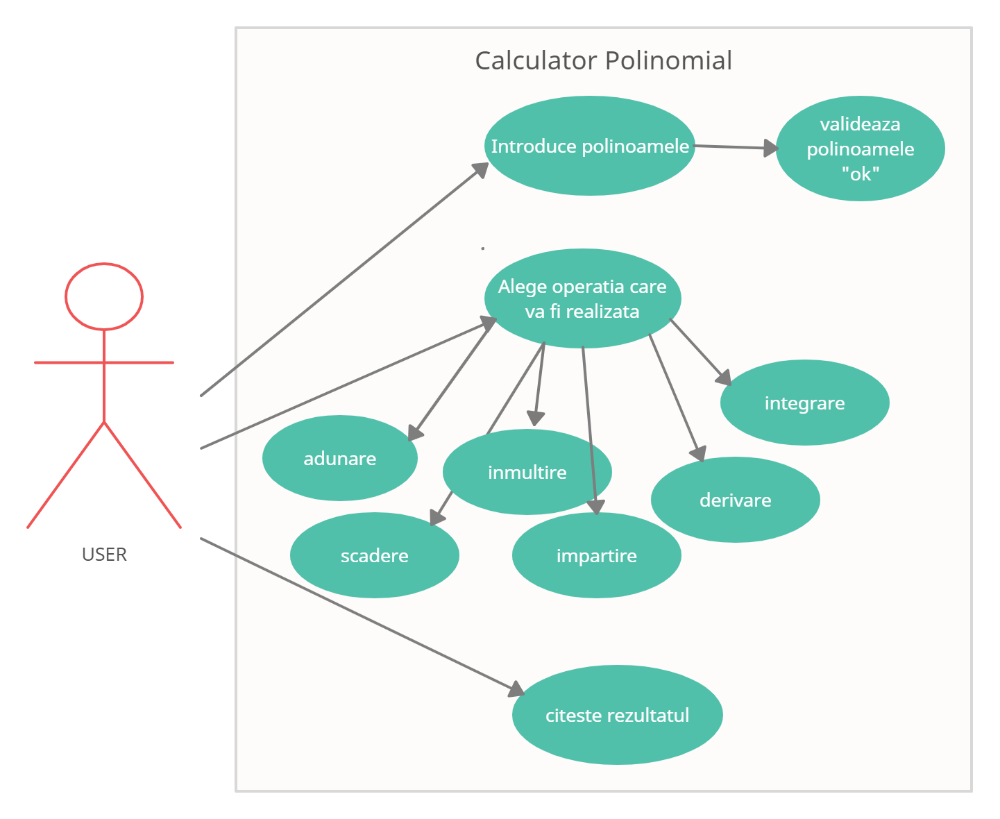 Calculator Polinomial
Introduce polinoamele
valideaza
polinoamele
"ok"
Alege operatia care
va fi realizata
integrare
adunare
inmultire
derivare
scadere
impartire
USER
citeste rezultatul